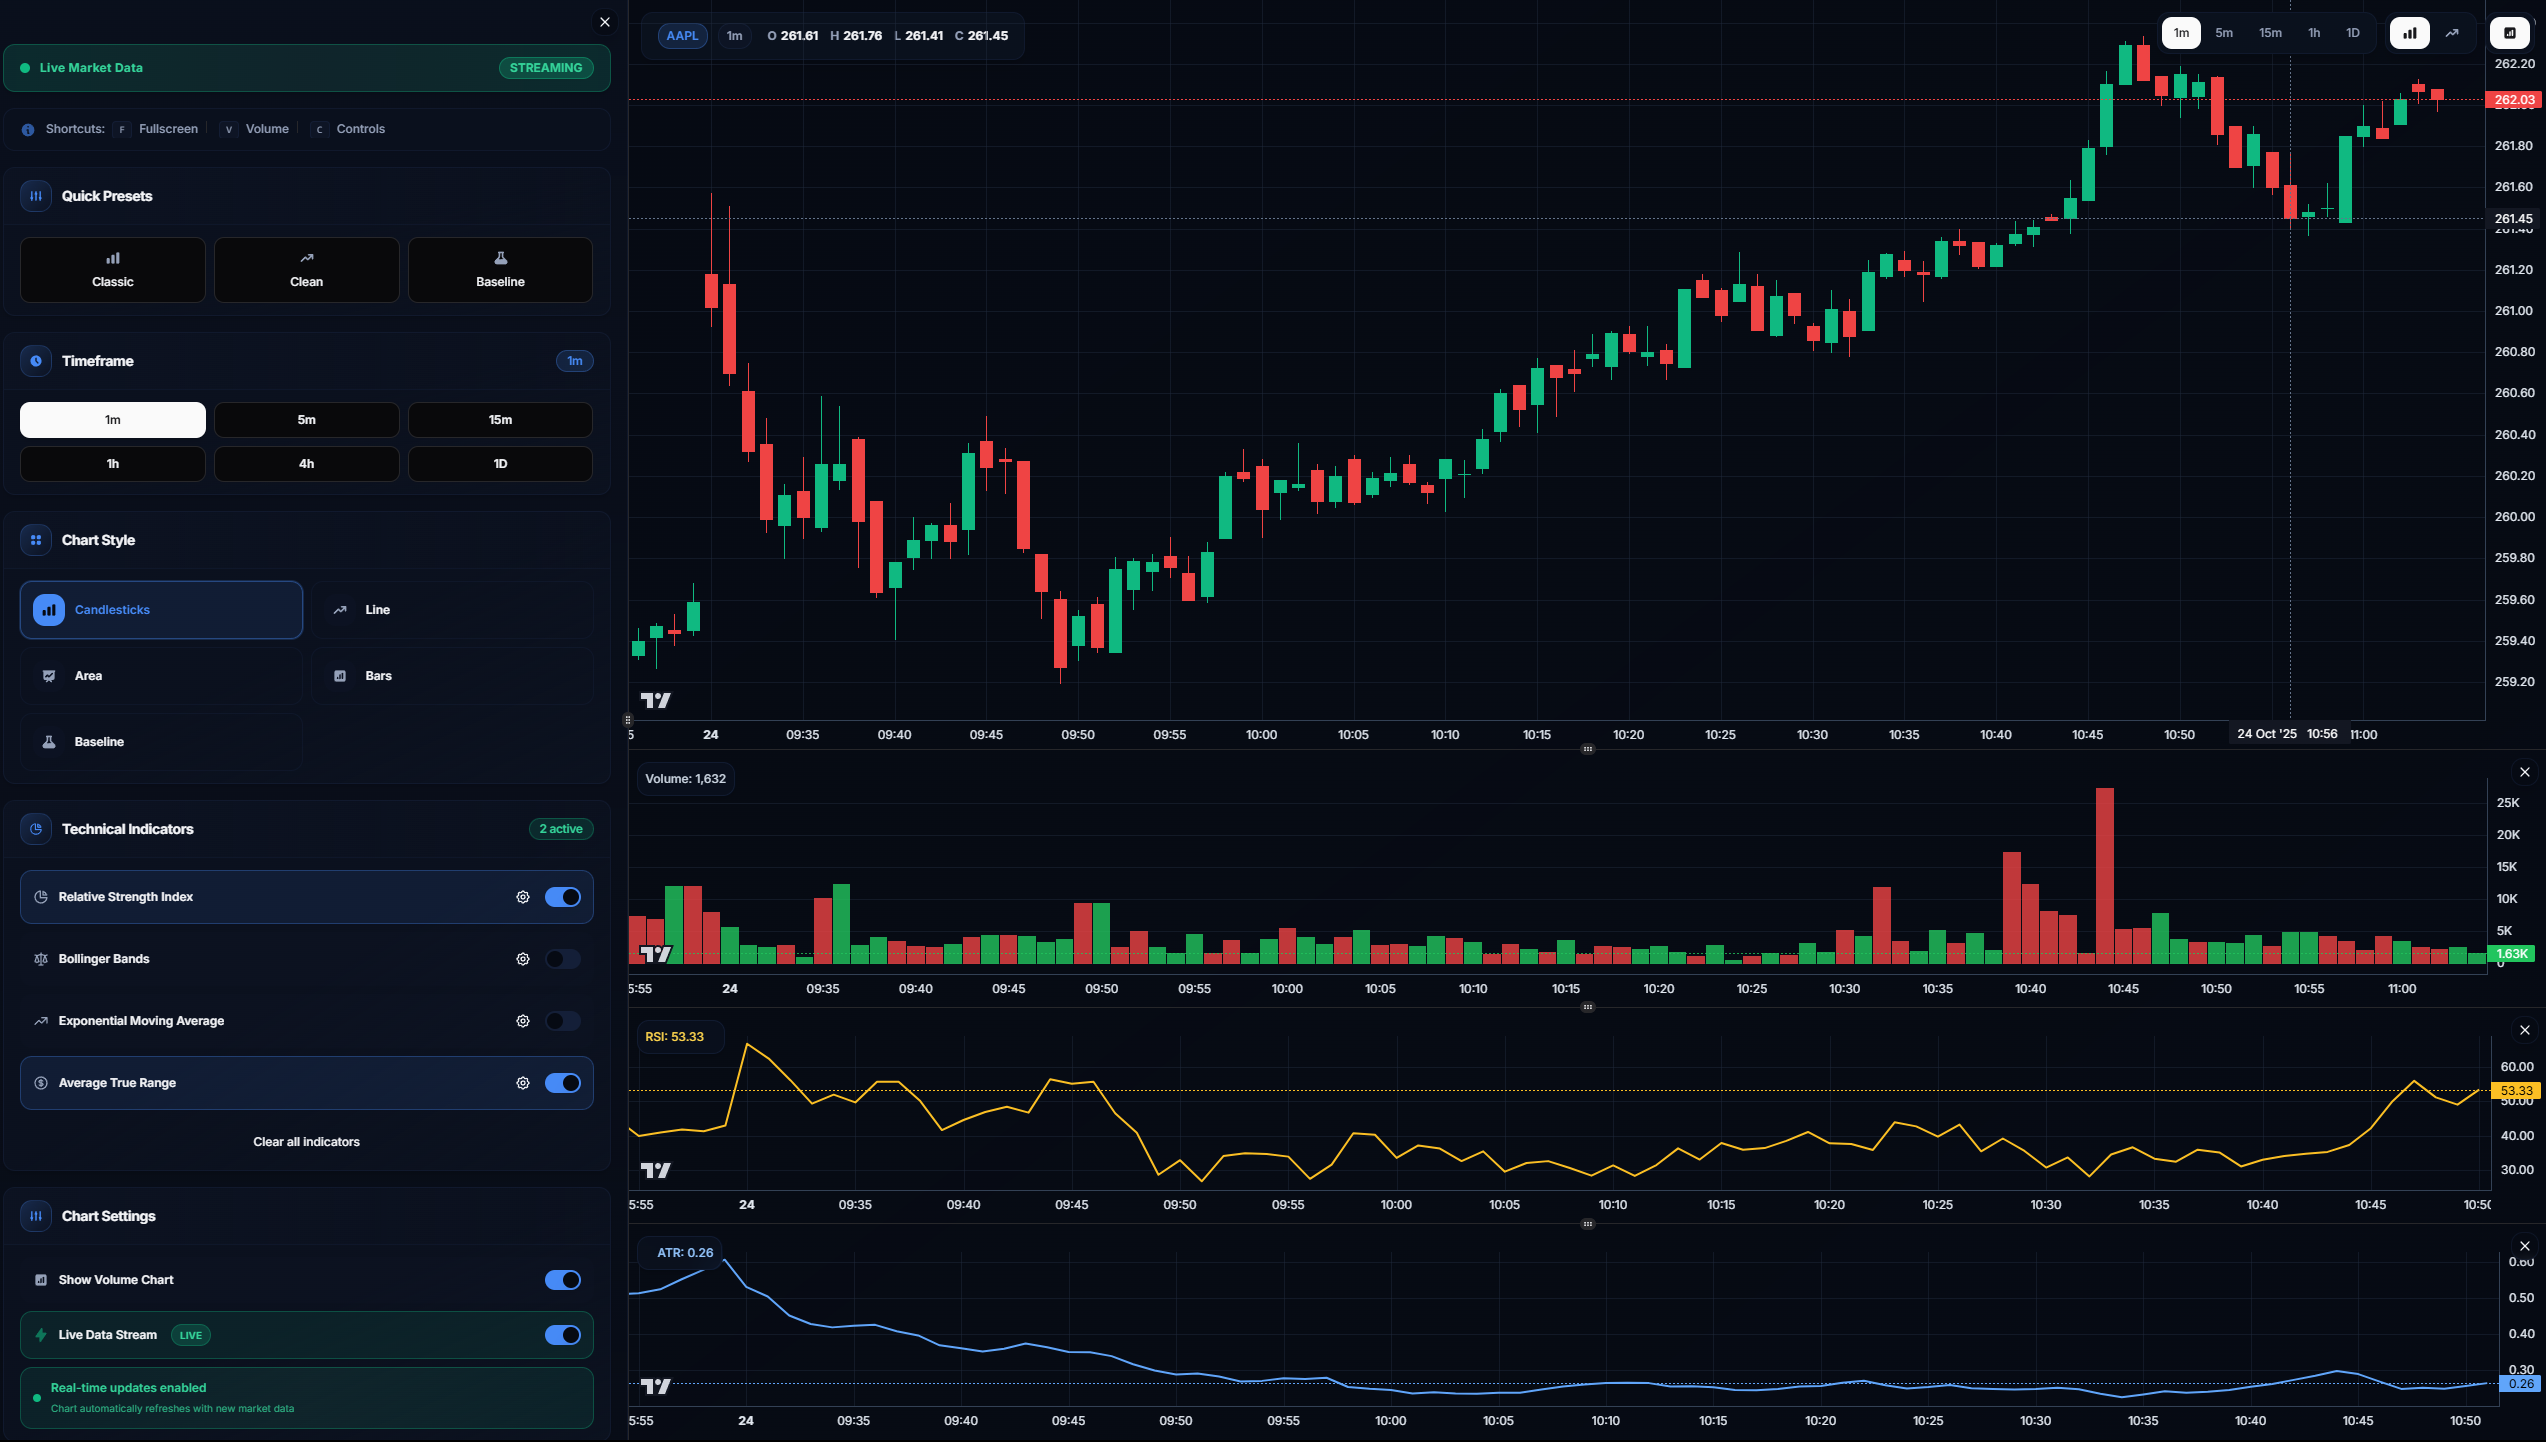 Live Market Data STREAMING
Shortcuts: F Fullscreen V Volume C Controls
Quick Presets
Classic Clean Baseline
Timeframe 1m
1m 5m 15m
1h 4h 1D
Chart Style
Candlesticks Line
Area Bars
Baseline
Technical Indicators 2 active
Relative Strength Index
Bollinger Bands
Exponential Moving Average
Average True Range
Clear all indicators
Chart Settings
Show Volume Chart
Live Data Stream LIVE
Real-time updates enabled
Chart automatically refreshes with new market data
AAPL 1m O 261.61 H 261.76 L 261.41 C 261.45
1m 5m 15m 1h 1D
262.20
262.03
261.80
261.60
261.45
261.40
261.20
261.00
260.80
260.60
260.40
260.20
260.00
259.80
259.60
259.40
259.20
5 24 09:35 09:40 09:45 09:50 09:55 10:00 10:05 10:10 10:15 10:20 10:25 10:30 10:35 10:40 10:45 10:50 24 Oct '25 10:56 11:00
Volume: 1,632
25K
20K
15K
10K
5K
1.63K
0
5:55 24 09:35 09:40 09:45 09:50 09:55 10:00 10:05 10:10 10:15 10:20 10:25 10:30 10:35 10:40 10:45 10:50 10:55 11:00
RSI: 53.33
60.00
53.33
50.00
40.00
30.00
5:55 24 09:35 09:40 09:45 09:50 09:55 10:00 10:05 10:10 10:15 10:20 10:25 10:30 10:35 10:40 10:45 10:50
ATR: 0.26
0.60
0.50
0.40
0.30
0.26
5:55 24 09:35 09:40 09:45 09:50 09:55 10:00 10:05 10:10 10:15 10:20 10:25 10:30 10:35 10:40 10:45 10:50